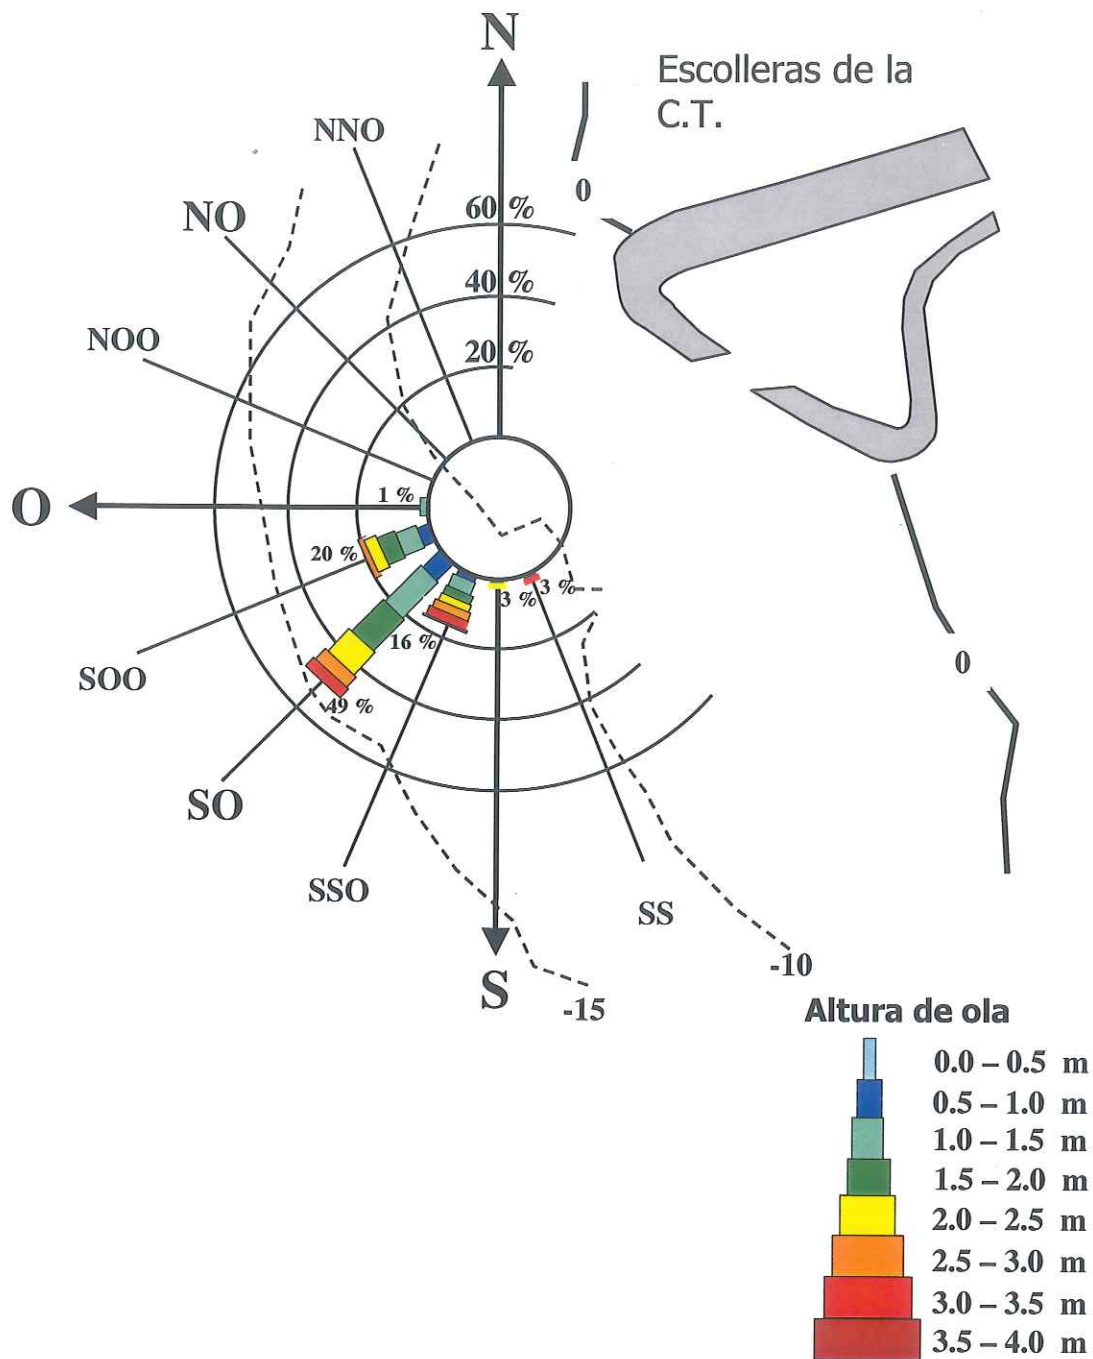 N
Escolleras de la
C.T.
NNO
0
60 %
NO
40 %
NOO
20 %
1 %
O
20 %
3 %
3 %
16 %
0
SOO
49 %
SO
SSO
SS
-10
S
-15
Altura de ola
0.0 – 0.5 m
0.5 – 1.0 m
1.0 – 1.5 m
1.5 – 2.0 m
2.0 – 2.5 m
2.5 – 3.0 m
3.0 – 3.5 m
3.5 – 4.0 m